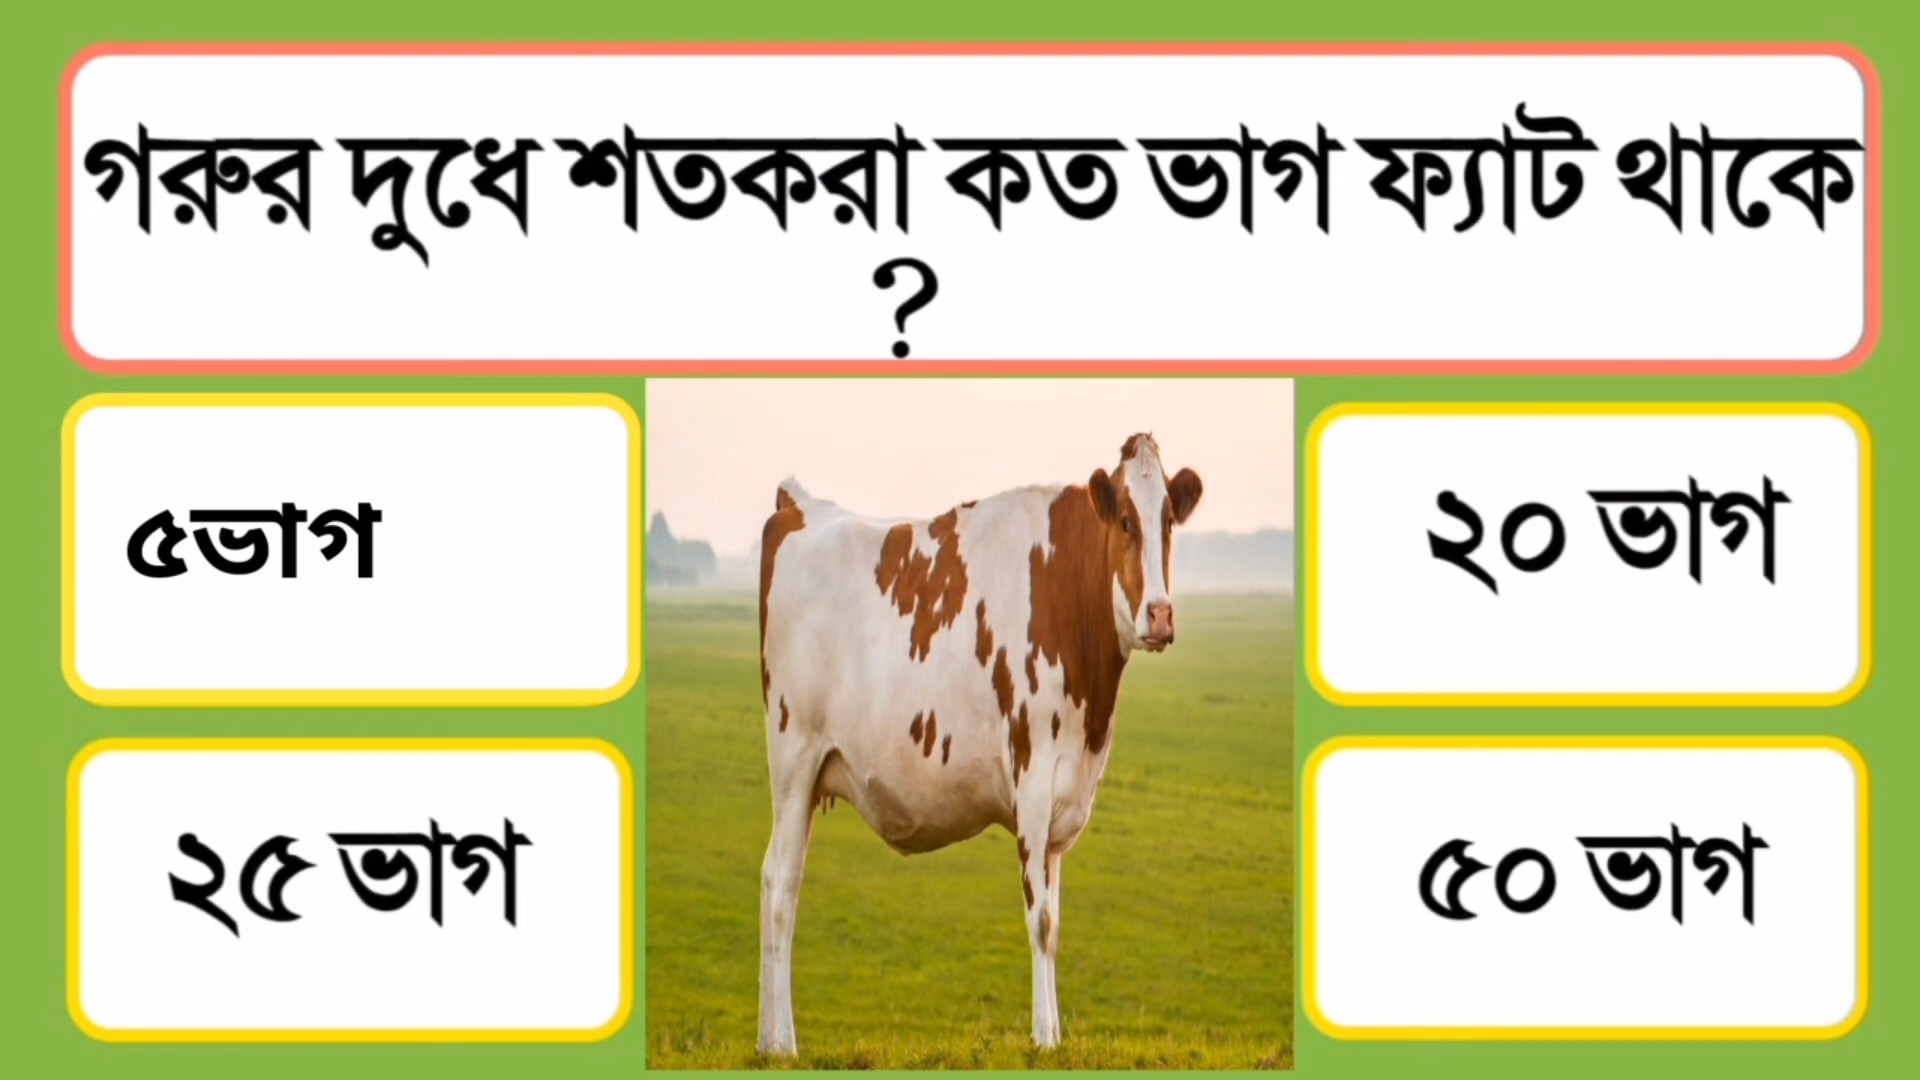 গরুর দুধে শতকরা কত ভাগ ফ্যাট থাকে
?
৫ভাগ
২০ ভাগ
২৫ ভাগ
৫০ ভাগ